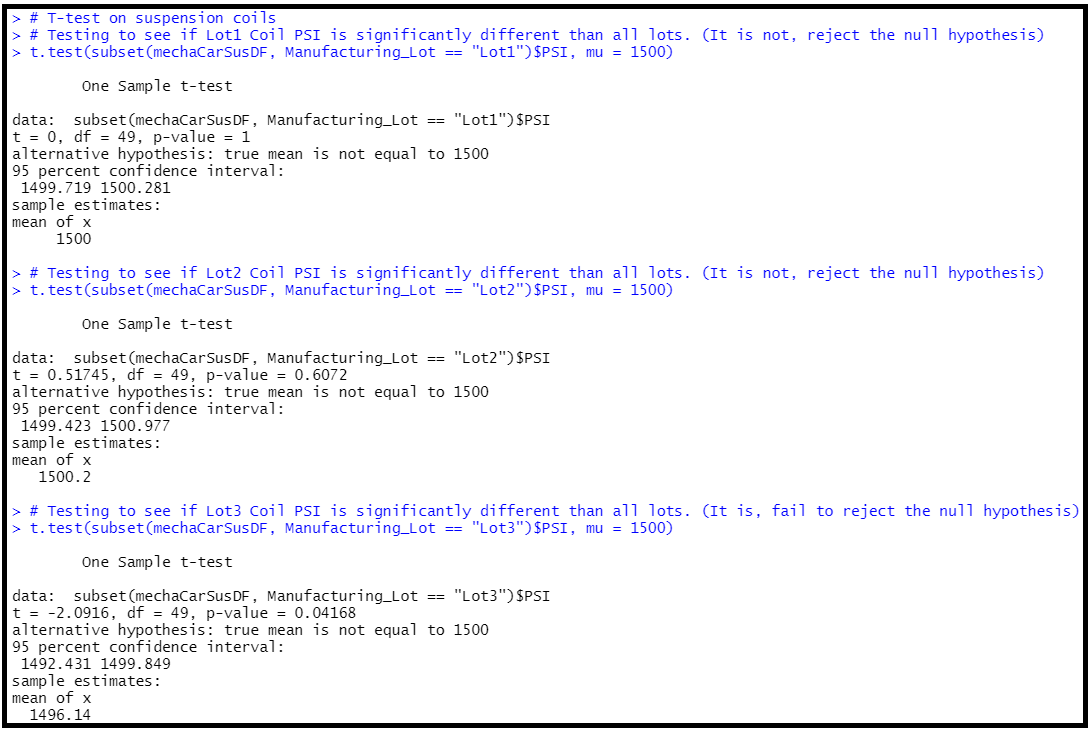 > # T-test on suspension coils
> # Testing to see if Lot1 Coil PSI is significantly different than all lots. (It is not, reject the null hypothesis)
> t.test(subset(mechaCarSusDF, Manufacturing_Lot == "Lot1")$PSI, mu = 1500)
One Sample t-test
data:  subset(mechaCarSusDF, Manufacturing_Lot == "Lot1")$PSI
t = 0, df = 49, p-value = 1
alternative hypothesis: true mean is not equal to 1500
95 percent confidence interval:
1499.719 1500.281
sample estimates:
mean of x
1500
> # Testing to see if Lot2 Coil PSI is significantly different than all lots. (It is not, reject the null hypothesis)
> t.test(subset(mechaCarSusDF, Manufacturing_Lot == "Lot2")$PSI, mu = 1500)
One Sample t-test
data:  subset(mechaCarSusDF, Manufacturing_Lot == "Lot2")$PSI
t = 0.51745, df = 49, p-value = 0.6072
alternative hypothesis: true mean is not equal to 1500
95 percent confidence interval:
1499.423 1500.977
sample estimates:
mean of x
1500.2
> # Testing to see if Lot3 Coil PSI is significantly different than all lots. (It is, fail to reject the null hypothesis)
> t.test(subset(mechaCarSusDF, Manufacturing_Lot == "Lot3")$PSI, mu = 1500)
One Sample t-test
data:  subset(mechaCarSusDF, Manufacturing_Lot == "Lot3")$PSI
t = -2.0916, df = 49, p-value = 0.04168
alternative hypothesis: true mean is not equal to 1500
95 percent confidence interval:
1492.431 1499.849
sample estimates:
mean of x
1496.14